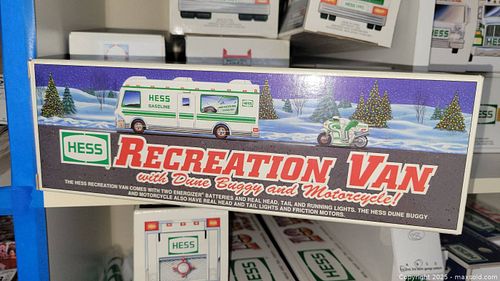 HESS
HESS
GASOLINE
HESS
RECREATION VAN
with Dune Buggy and Motorcycle!
THE HESS RECREATION VAN COMES WITH TWO ENERGIZER® BATTERIES AND REAL HEAD, TAIL AND RUNNING LIGHTS. THE HESS DUNE BUGGY
AND MOTORCYCLE ALSO HAVE REAL HEAD AND TAIL LIGHTS AND FRICTION MOTORS.
HESS
HESS
Copyright © 2025 - maxsold.com